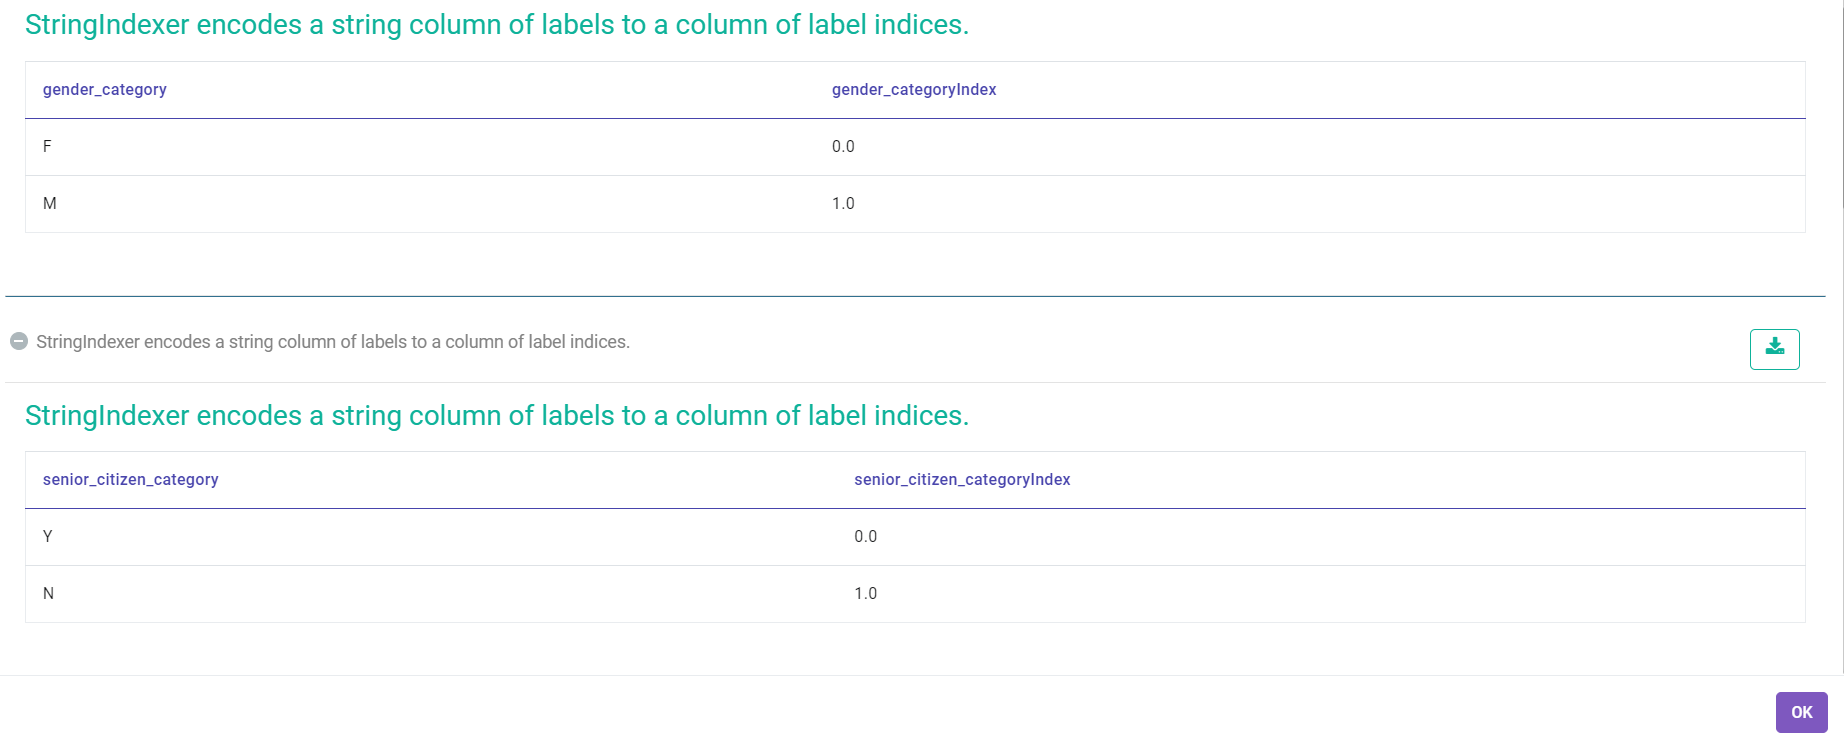 StringIndexer encodes a string column of labels to a column of label indices.
gender_category gender_categoryIndex
F 0.0
M 1.0
StringIndexer encodes a string column of labels to a column of label indices.
StringIndexer encodes a string column of labels to a column of label indices.
senior_citizen_category senior_citizen_categoryIndex
Y 0.0
N 1.0
OK